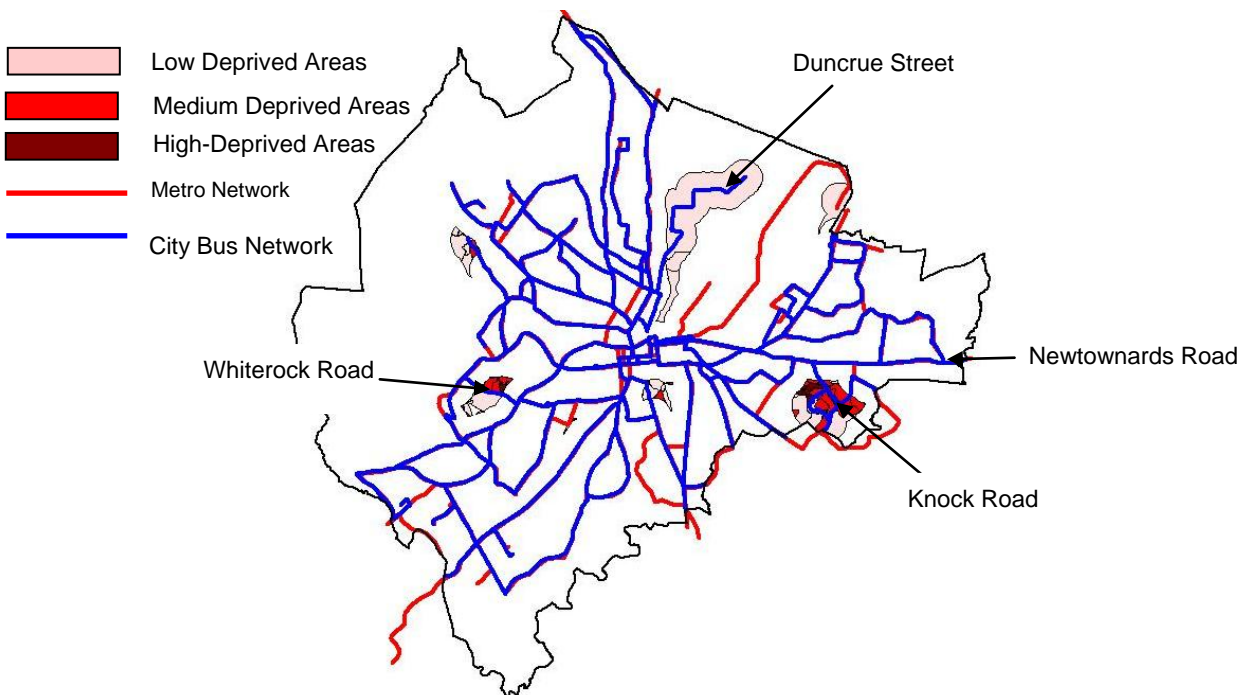 Low Deprived Areas
Medium Deprived Areas
High-Deprived Areas
Metro Network
City Bus Network
Duncrue Street
Whiterock Road
Newtownards Road
Knock Road